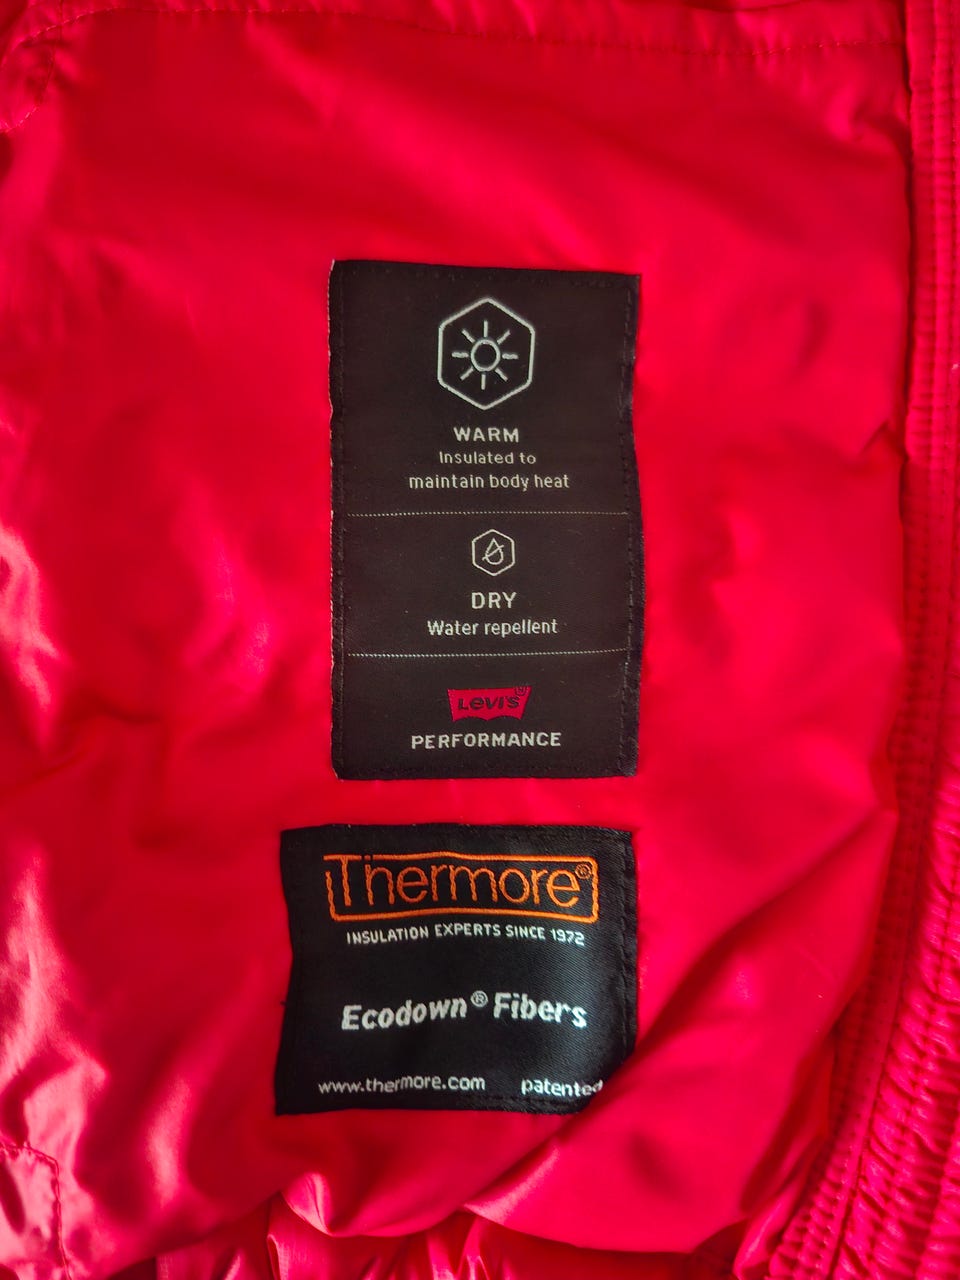 WARM
Insulated to
maintain body heat
DRY
Water repellent
Levi's®
PERFORMANCE
Thermore®
INSULATION EXPERTS SINCE 1972
Ecodown® Fibers
www.thermore.com patented